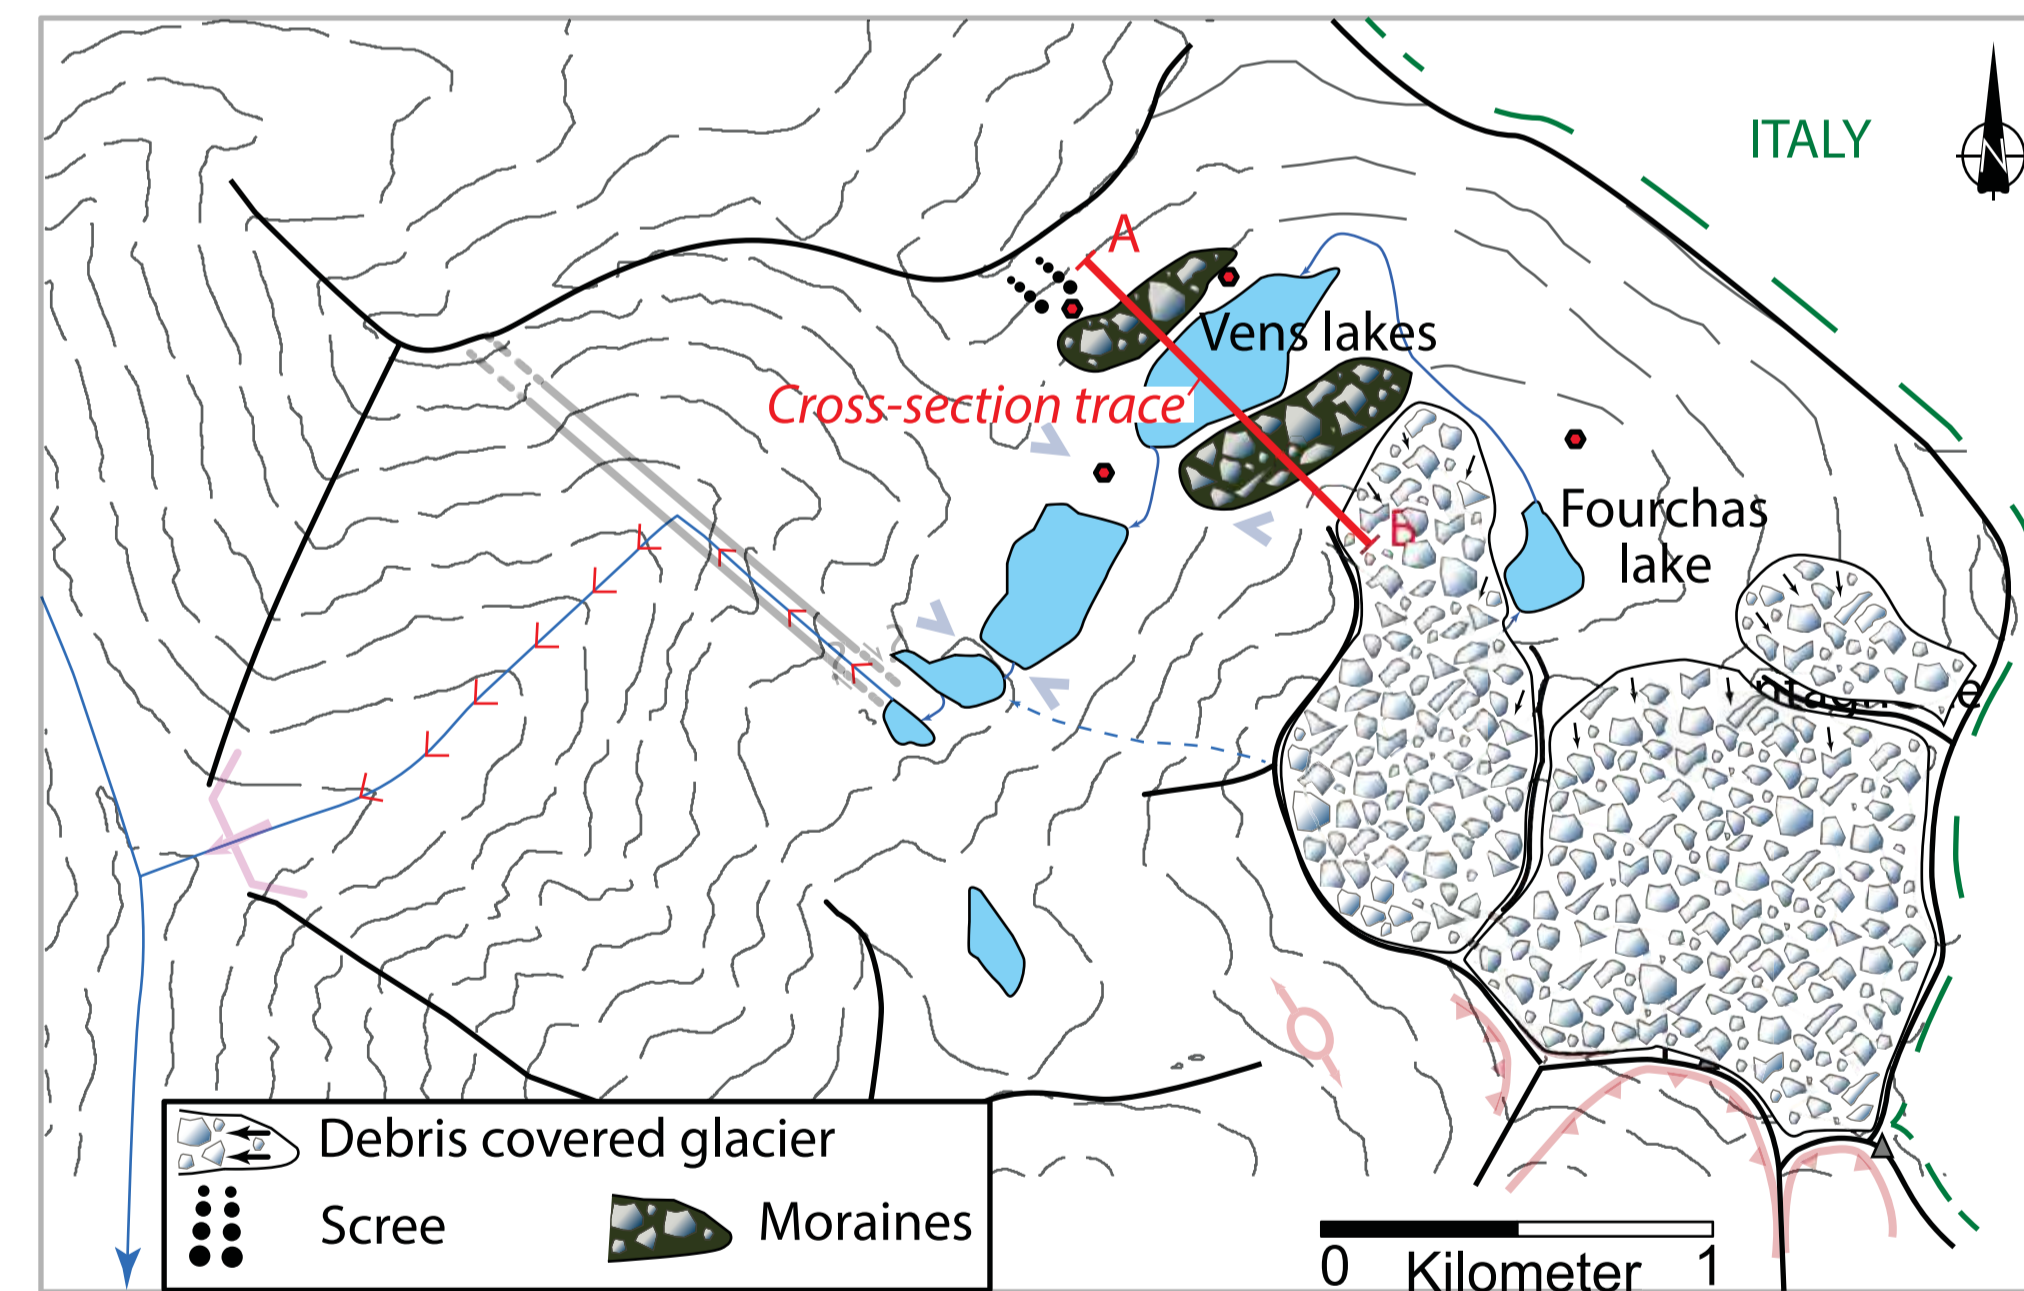 ITALY
N
A
Vens lakes
Cross-section trace
B
Fourchas
lake
Debris covered glacier
Scree
Moraines
0
1
Kilometer